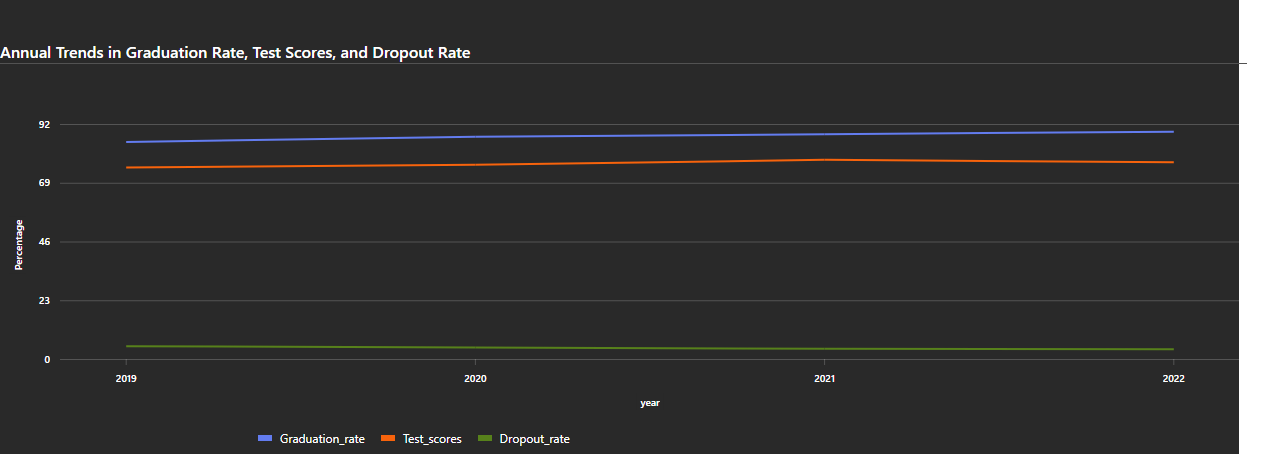 Annual Trends in Graduation Rate, Test Scores, and Dropout Rate
92
69
46
23
0
Percentage
2019 2020 2021 2022
year
Graduation_rate Test_scores Dropout_rate